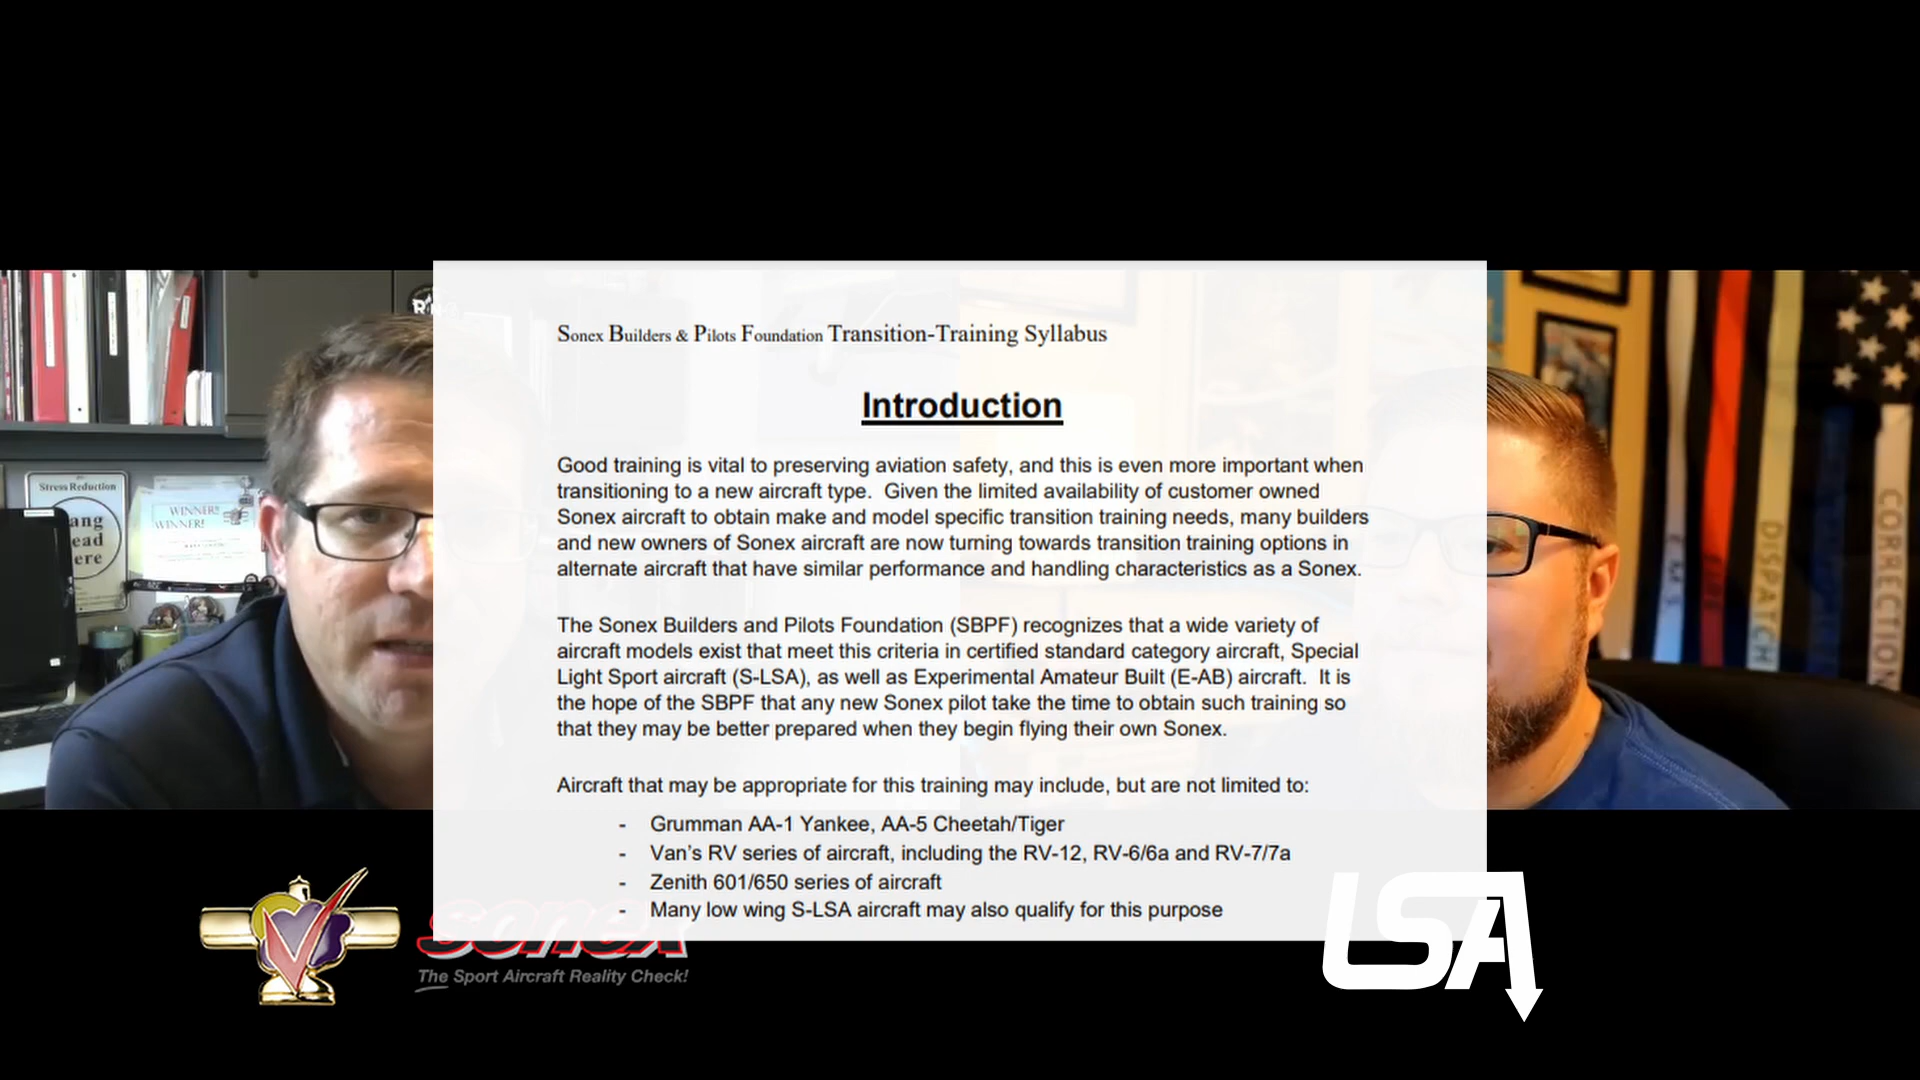 Sonex Builders & Pilots Foundation Transition-Training Syllabus
Introduction
Good training is vital to preserving aviation safety, and this is even more important when
transitioning to a new aircraft type.  Given the limited availability of customer owned
Sonex aircraft to obtain make and model specific transition training needs, many builders
and new owners of Sonex aircraft are now turning towards transition training options in
alternate aircraft that have similar performance and handling characteristics as a Sonex.
The Sonex Builders and Pilots Foundation (SBPF) recognizes that a wide variety of
aircraft models exist that meet this criteria in certified standard category aircraft, Special
Light Sport aircraft (S-LSA), as well as Experimental Amateur Built (E-AB) aircraft.  It is
the hope of the SBPF that any new Sonex pilot take the time to obtain such training so
that they may be better prepared when they begin flying their own Sonex.
Aircraft that may be appropriate for this training may include, but are not limited to:
- Grumman AA-1 Yankee, AA-5 Cheetah/Tiger
- Van's RV series of aircraft, including the RV-12, RV-6/6a and RV-7/7a
- Zenith 601/650 series of aircraft
- Many low wing S-LSA aircraft may also qualify for this purpose
Stress Reduction
ang
ead
ere
WINNER!!
WINNER!
DISPATCH
CORRECTION
sonex
The Sport Aircraft Reality Check!
LSA